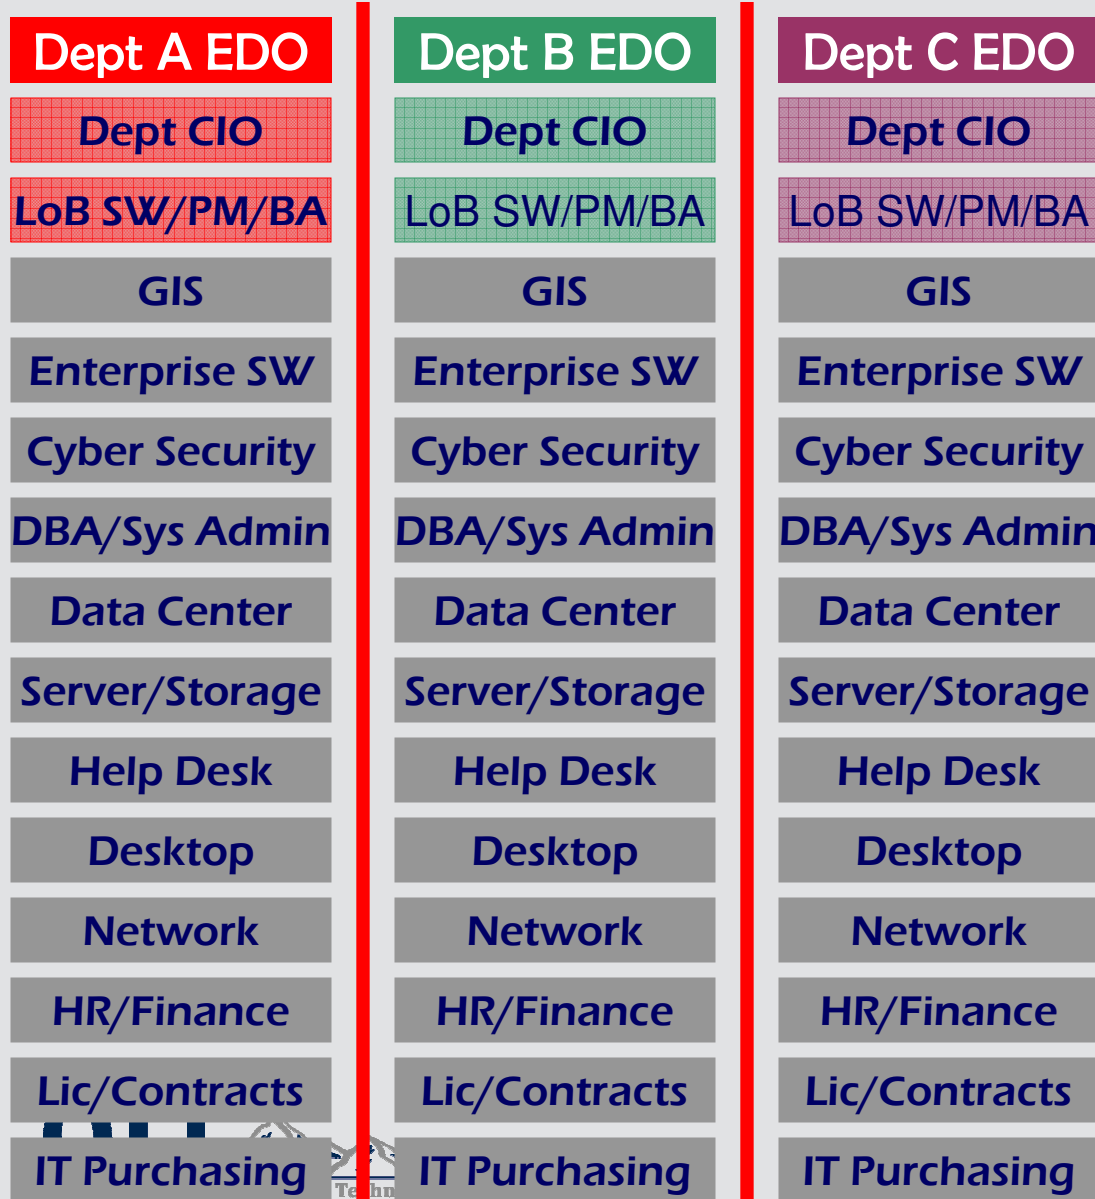 Dept A EDO
Dept CIO
LoB SW/PM/BA
GIS
Enterprise SW
Cyber Security
DBA/Sys Admin
Data Center
Server/Storage
Help Desk
Desktop
Network
HR/Finance
Lic/Contracts
IT Purchasing
Dept B EDO
Dept CIO
LoB SW/PM/BA
GIS
Enterprise SW
Cyber Security
DBA/Sys Admin
Data Center
Server/Storage
Help Desk
Desktop
Network
HR/Finance
Lic/Contracts
IT Purchasing
Dept C EDO
Dept CIO
LoB SW/PM/BA
GIS
Enterprise SW
Cyber Security
DBA/Sys Admin
Data Center
Server/Storage
Help Desk
Desktop
Network
HR/Finance
Lic/Contracts
IT Purchasing